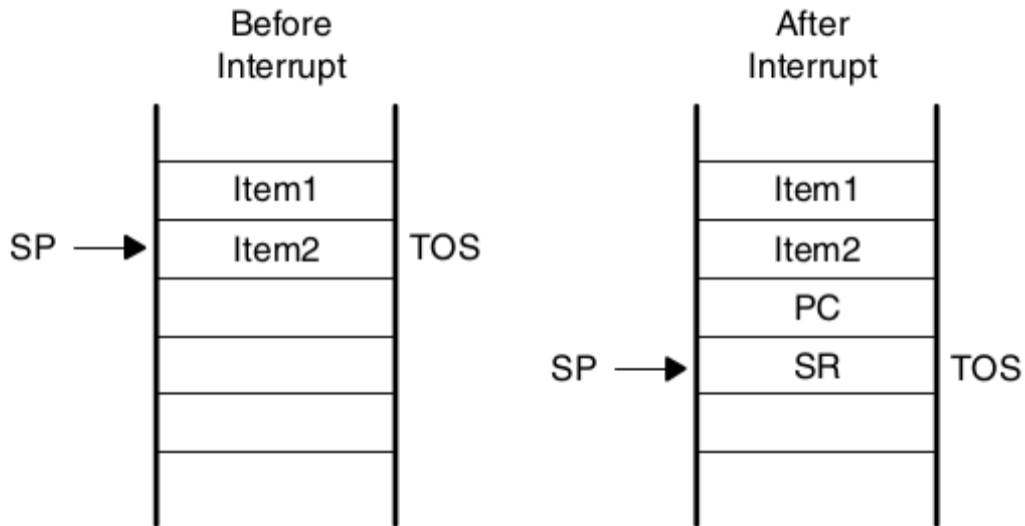 Before
Interrupt
After
Interrupt
Item1
Item1
SP
Item2
TOS
Item2
PC
SP
SR
TOS